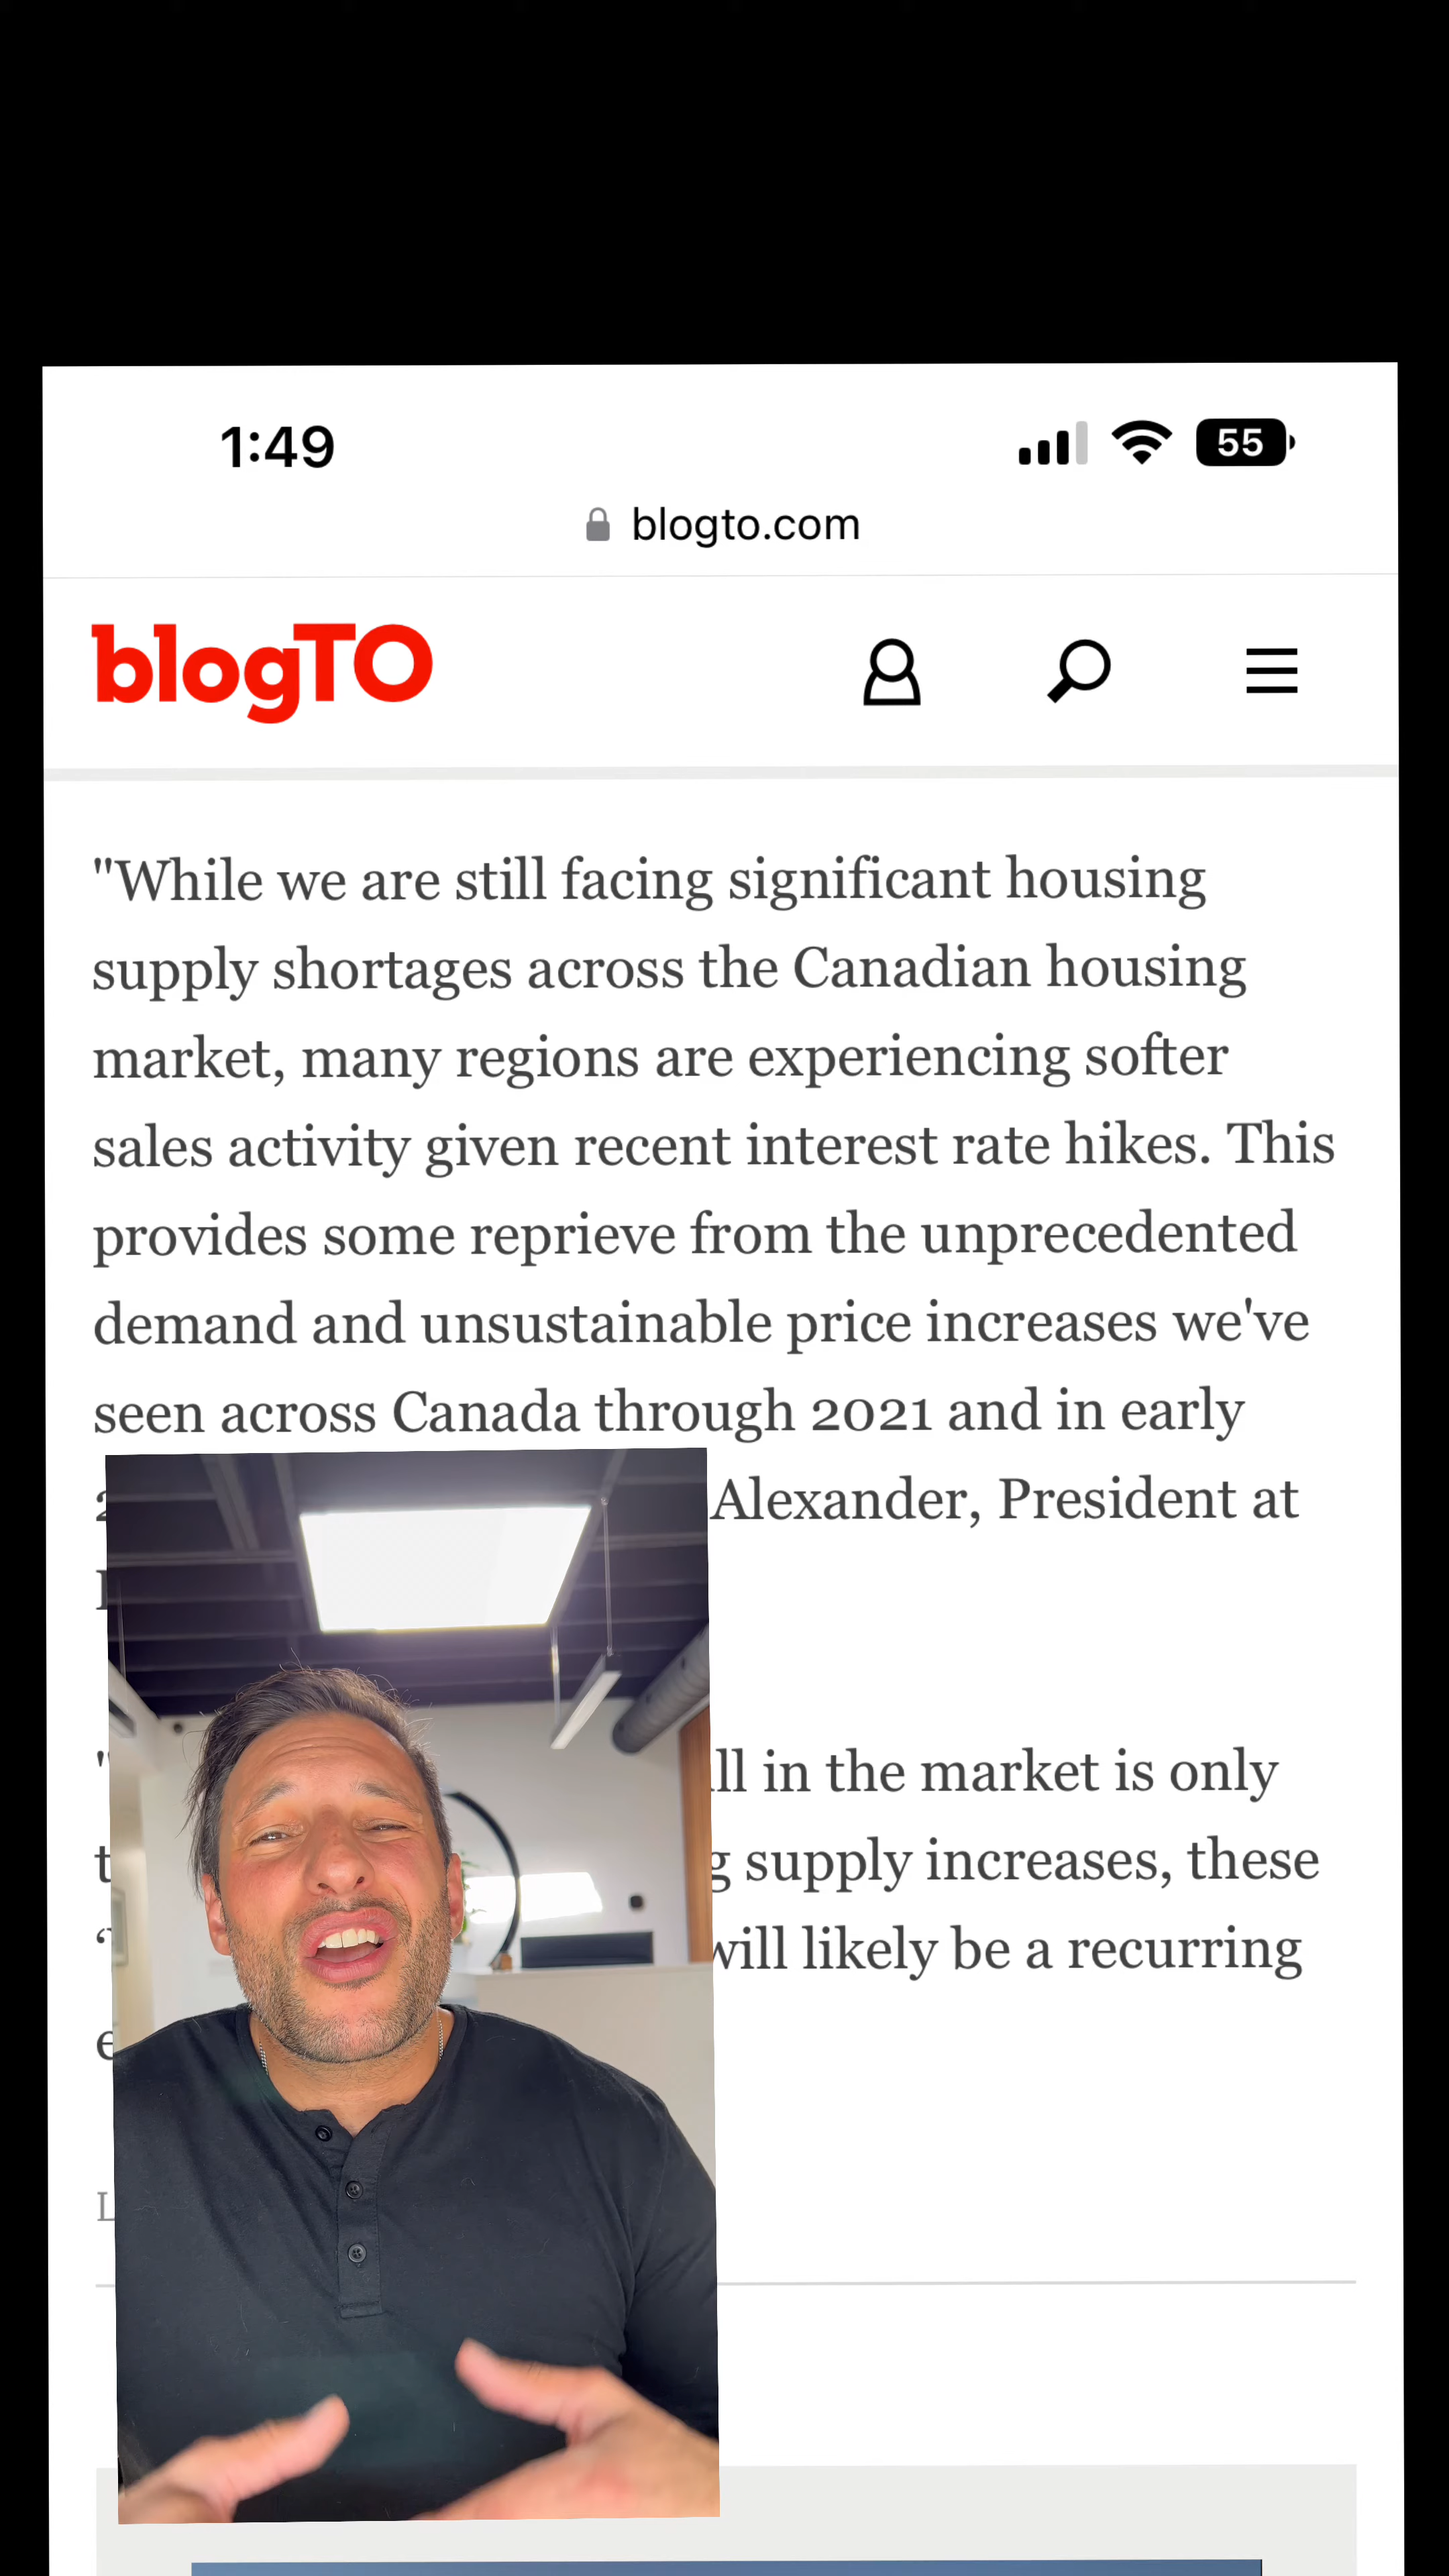 1:49
55
blogto.com
blogTO
"While we are still facing significant housing
supply shortages across the Canadian housing
market, many regions are experiencing softer
sales activity given recent interest rate hikes. This
provides some reprieve from the unprecedented
demand and unsustainable price increases we've
seen across Canada through 2021 and in early
Alexander, President at
in the market is only
supply increases, these
will likely be a recurring